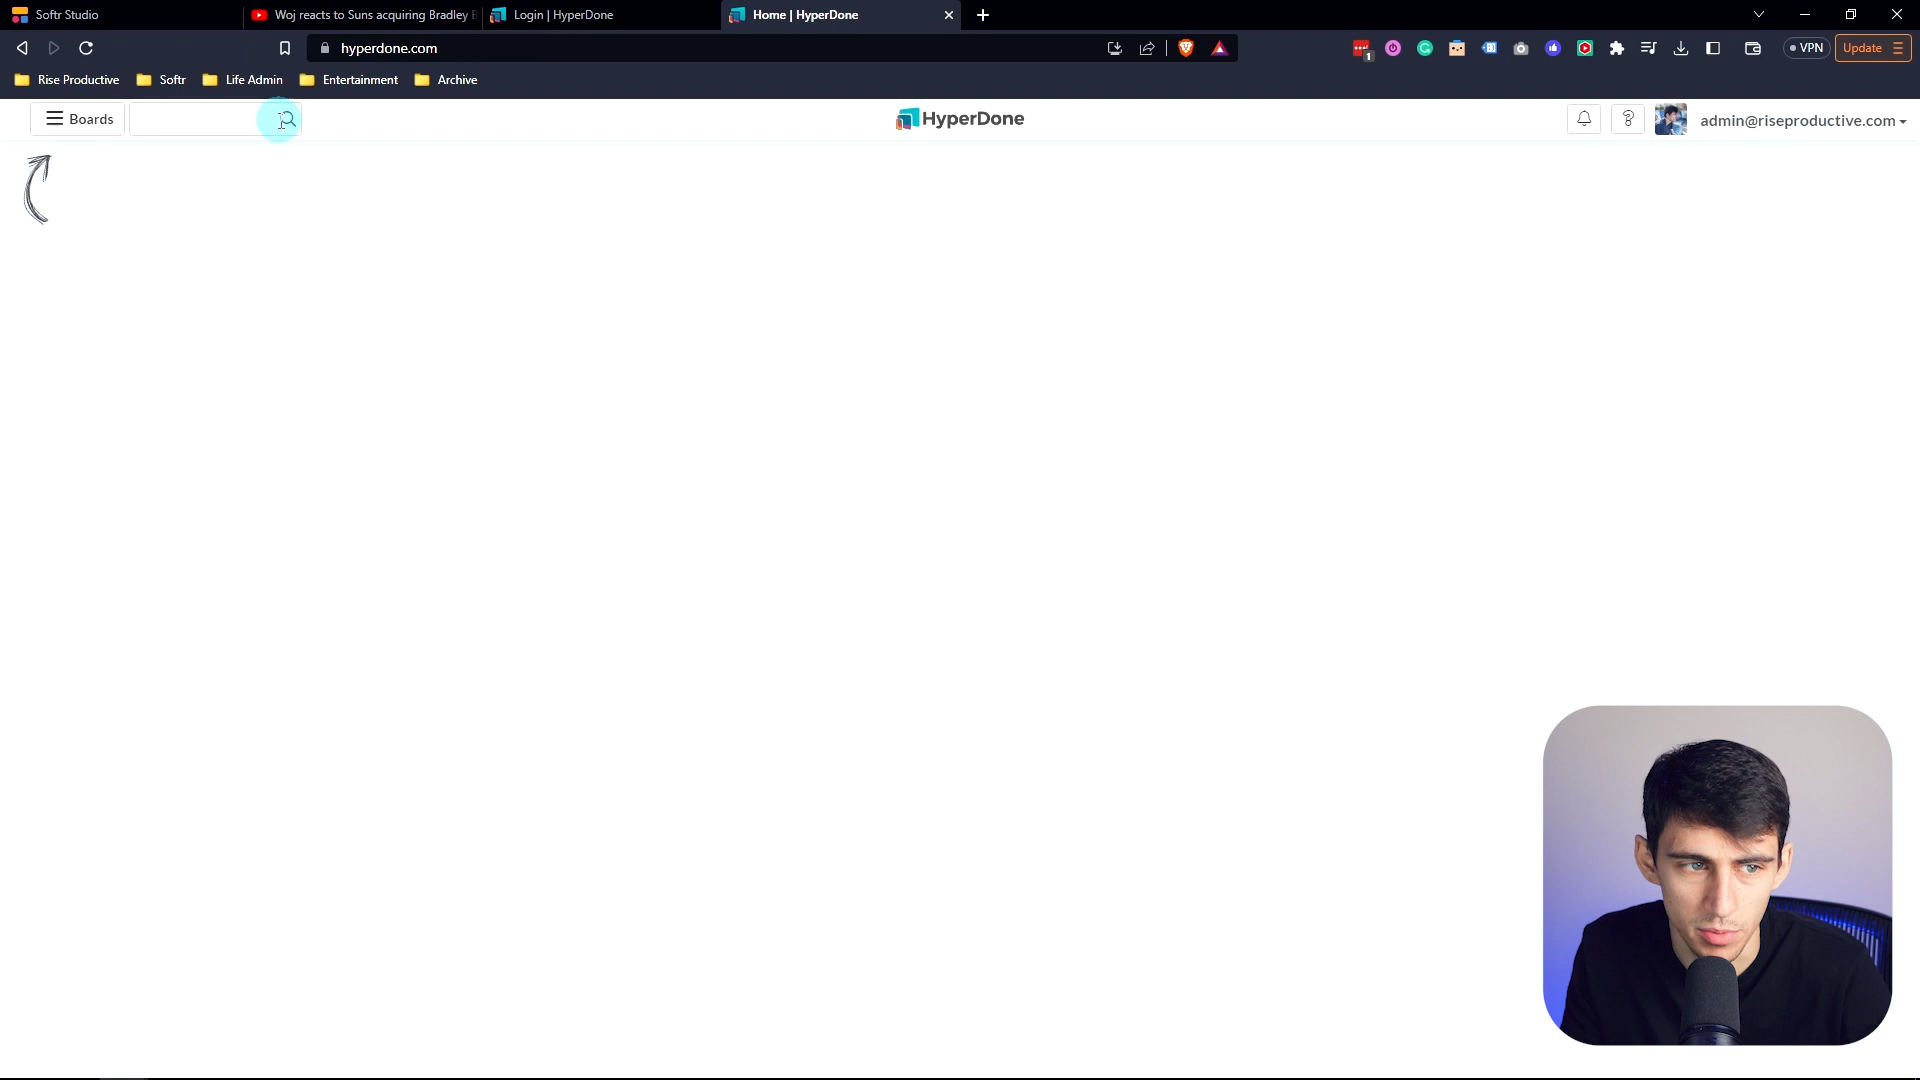 Softr Studio
Woj reacts to Suns acquiring Bradley
Login | HyperDone
Home | HyperDone
hyperdone.com
1
VPN
Update
Rise Productive
Softr
Life Admin
Entertainment
Archive
Boards
HyperDone
?
admin@riseproductive.com